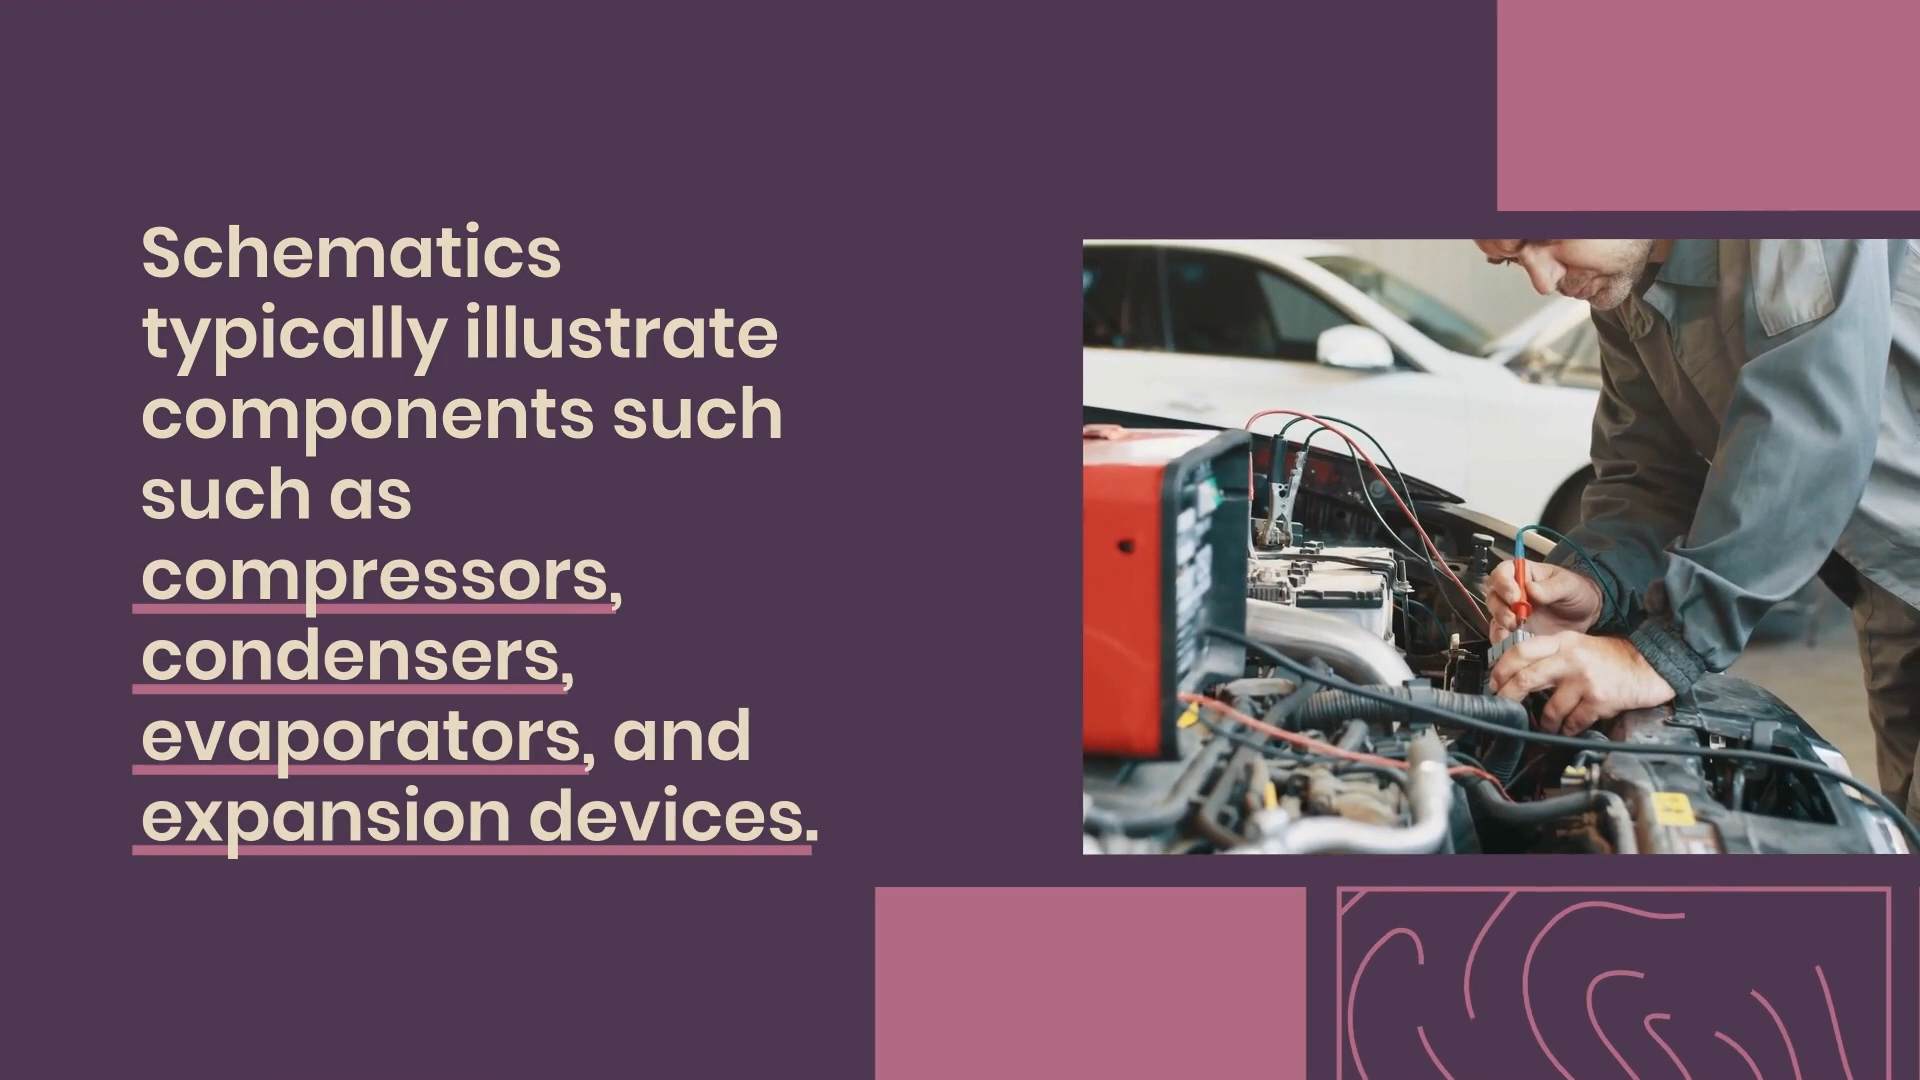 Schematics
typically illustrate
components such
such as
compressors,
condensers,
evaporators, and
expansion devices.